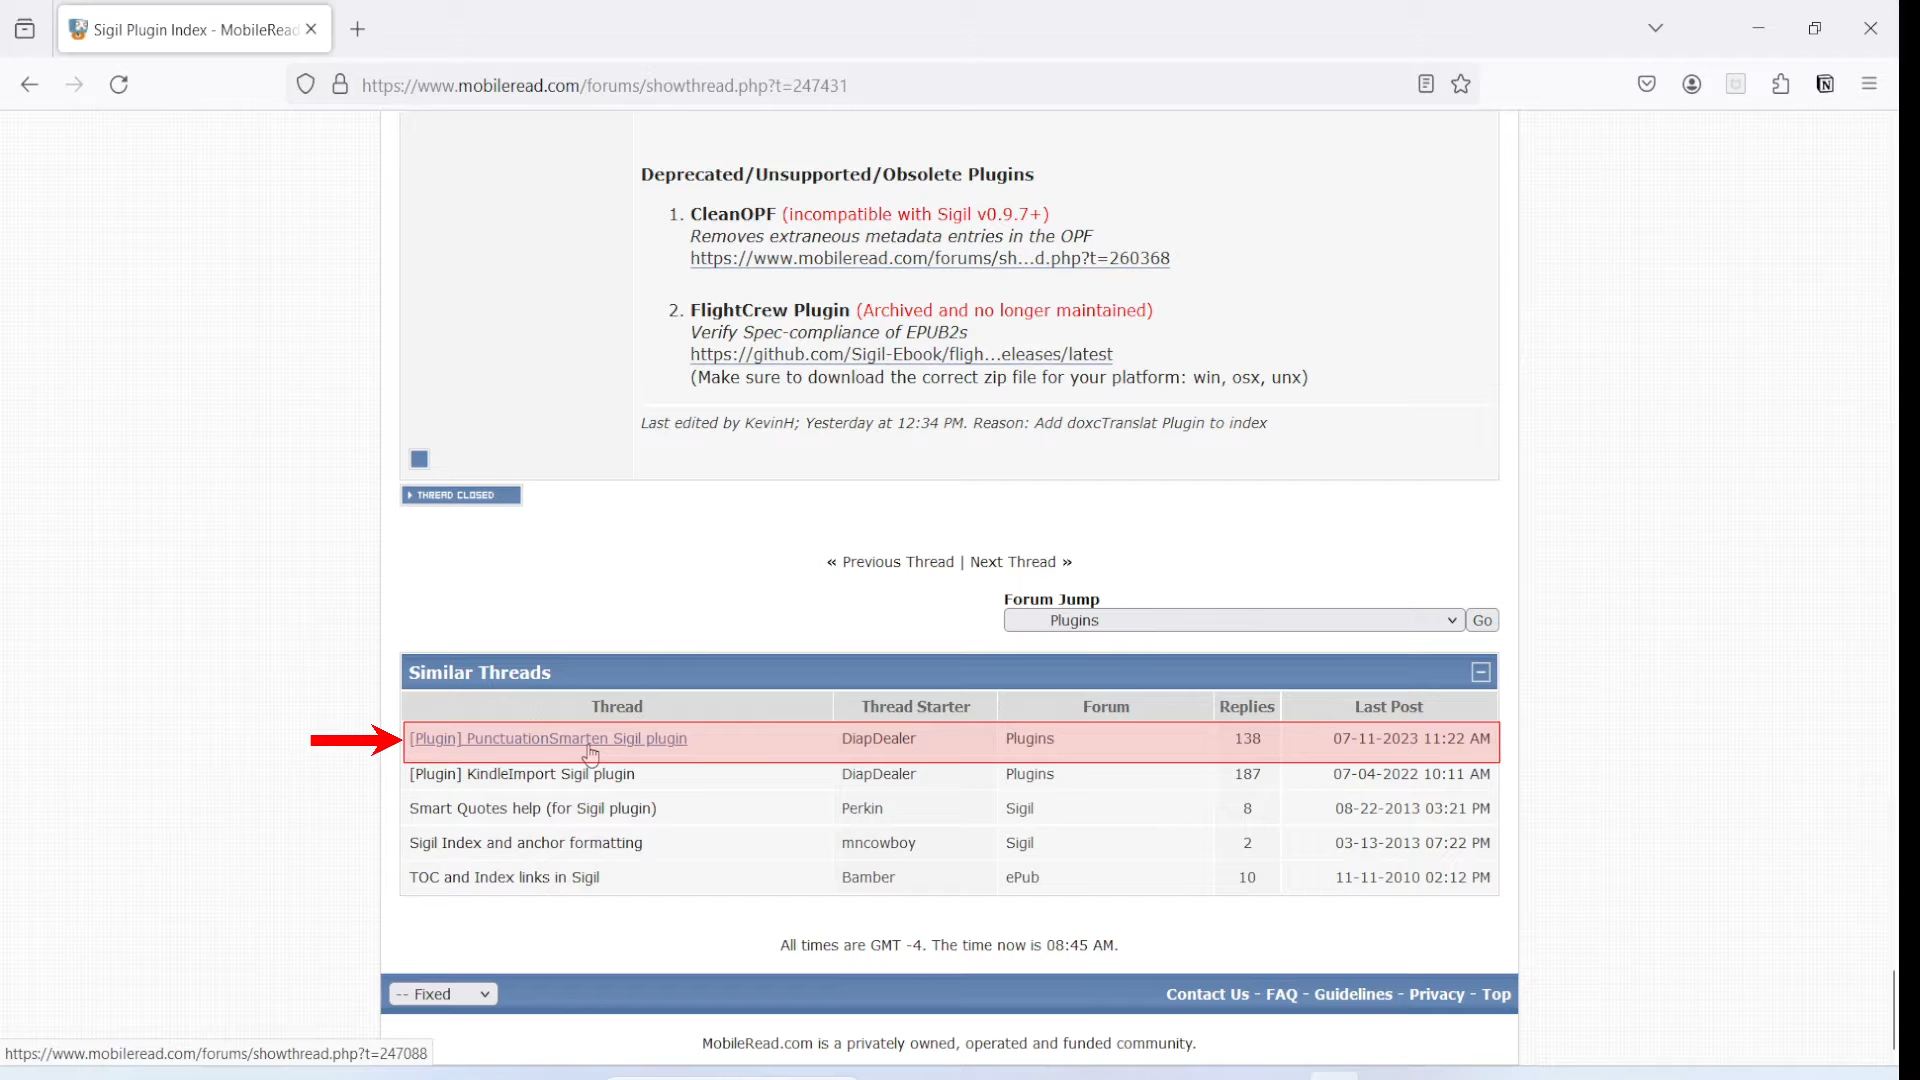 Sigil Plugin Index - MobileRead
https://www.mobileread.com/forums/showthread.php?t=247431
Deprecated/Unsupported/Obsolete Plugins
1. CleanOPF (incompatible with Sigil v0.9.7+)
Removes extraneous metadata entries in the OPF
https://www.mobileread.com/forums/sh...d.php?t=260368
2. FlightCrew Plugin (Archived and no longer maintained)
Verify Spec-compliance of EPUB2s
https://github.com/Sigil-Ebook/fligh...eleases/latest
(Make sure to download the correct zip file for your platform: win, osx, unx)
Last edited by KevinH; Yesterday at 12:34 PM. Reason: Add doxcTranslat Plugin to index
THREAD CLOSED
« Previous Thread | Next Thread »
Forum Jump
Plugins Go
Similar Threads
Thread Thread Starter Forum Replies Last Post
[Plugin] PunctuationSmarten Sigil plugin DiapDealer Plugins 138 07-11-2023 11:22 AM
[Plugin] KindleImport Sigil plugin DiapDealer Plugins 187 07-04-2022 10:11 AM
Smart Quotes help (for Sigil plugin) Perkin Sigil 8 08-22-2013 03:21 PM
Sigil Index and anchor formatting mncowboy Sigil 2 03-13-2013 07:22 PM
TOC and Index links in Sigil Bamber ePub 10 11-11-2010 02:12 PM
All times are GMT -4. The time now is 08:45 AM.
-- Fixed Contact Us - FAQ - Guidelines - Privacy - Top
MobileRead.com is a privately owned, operated and funded community.
https://www.mobileread.com/forums/showthread.php?t=247088